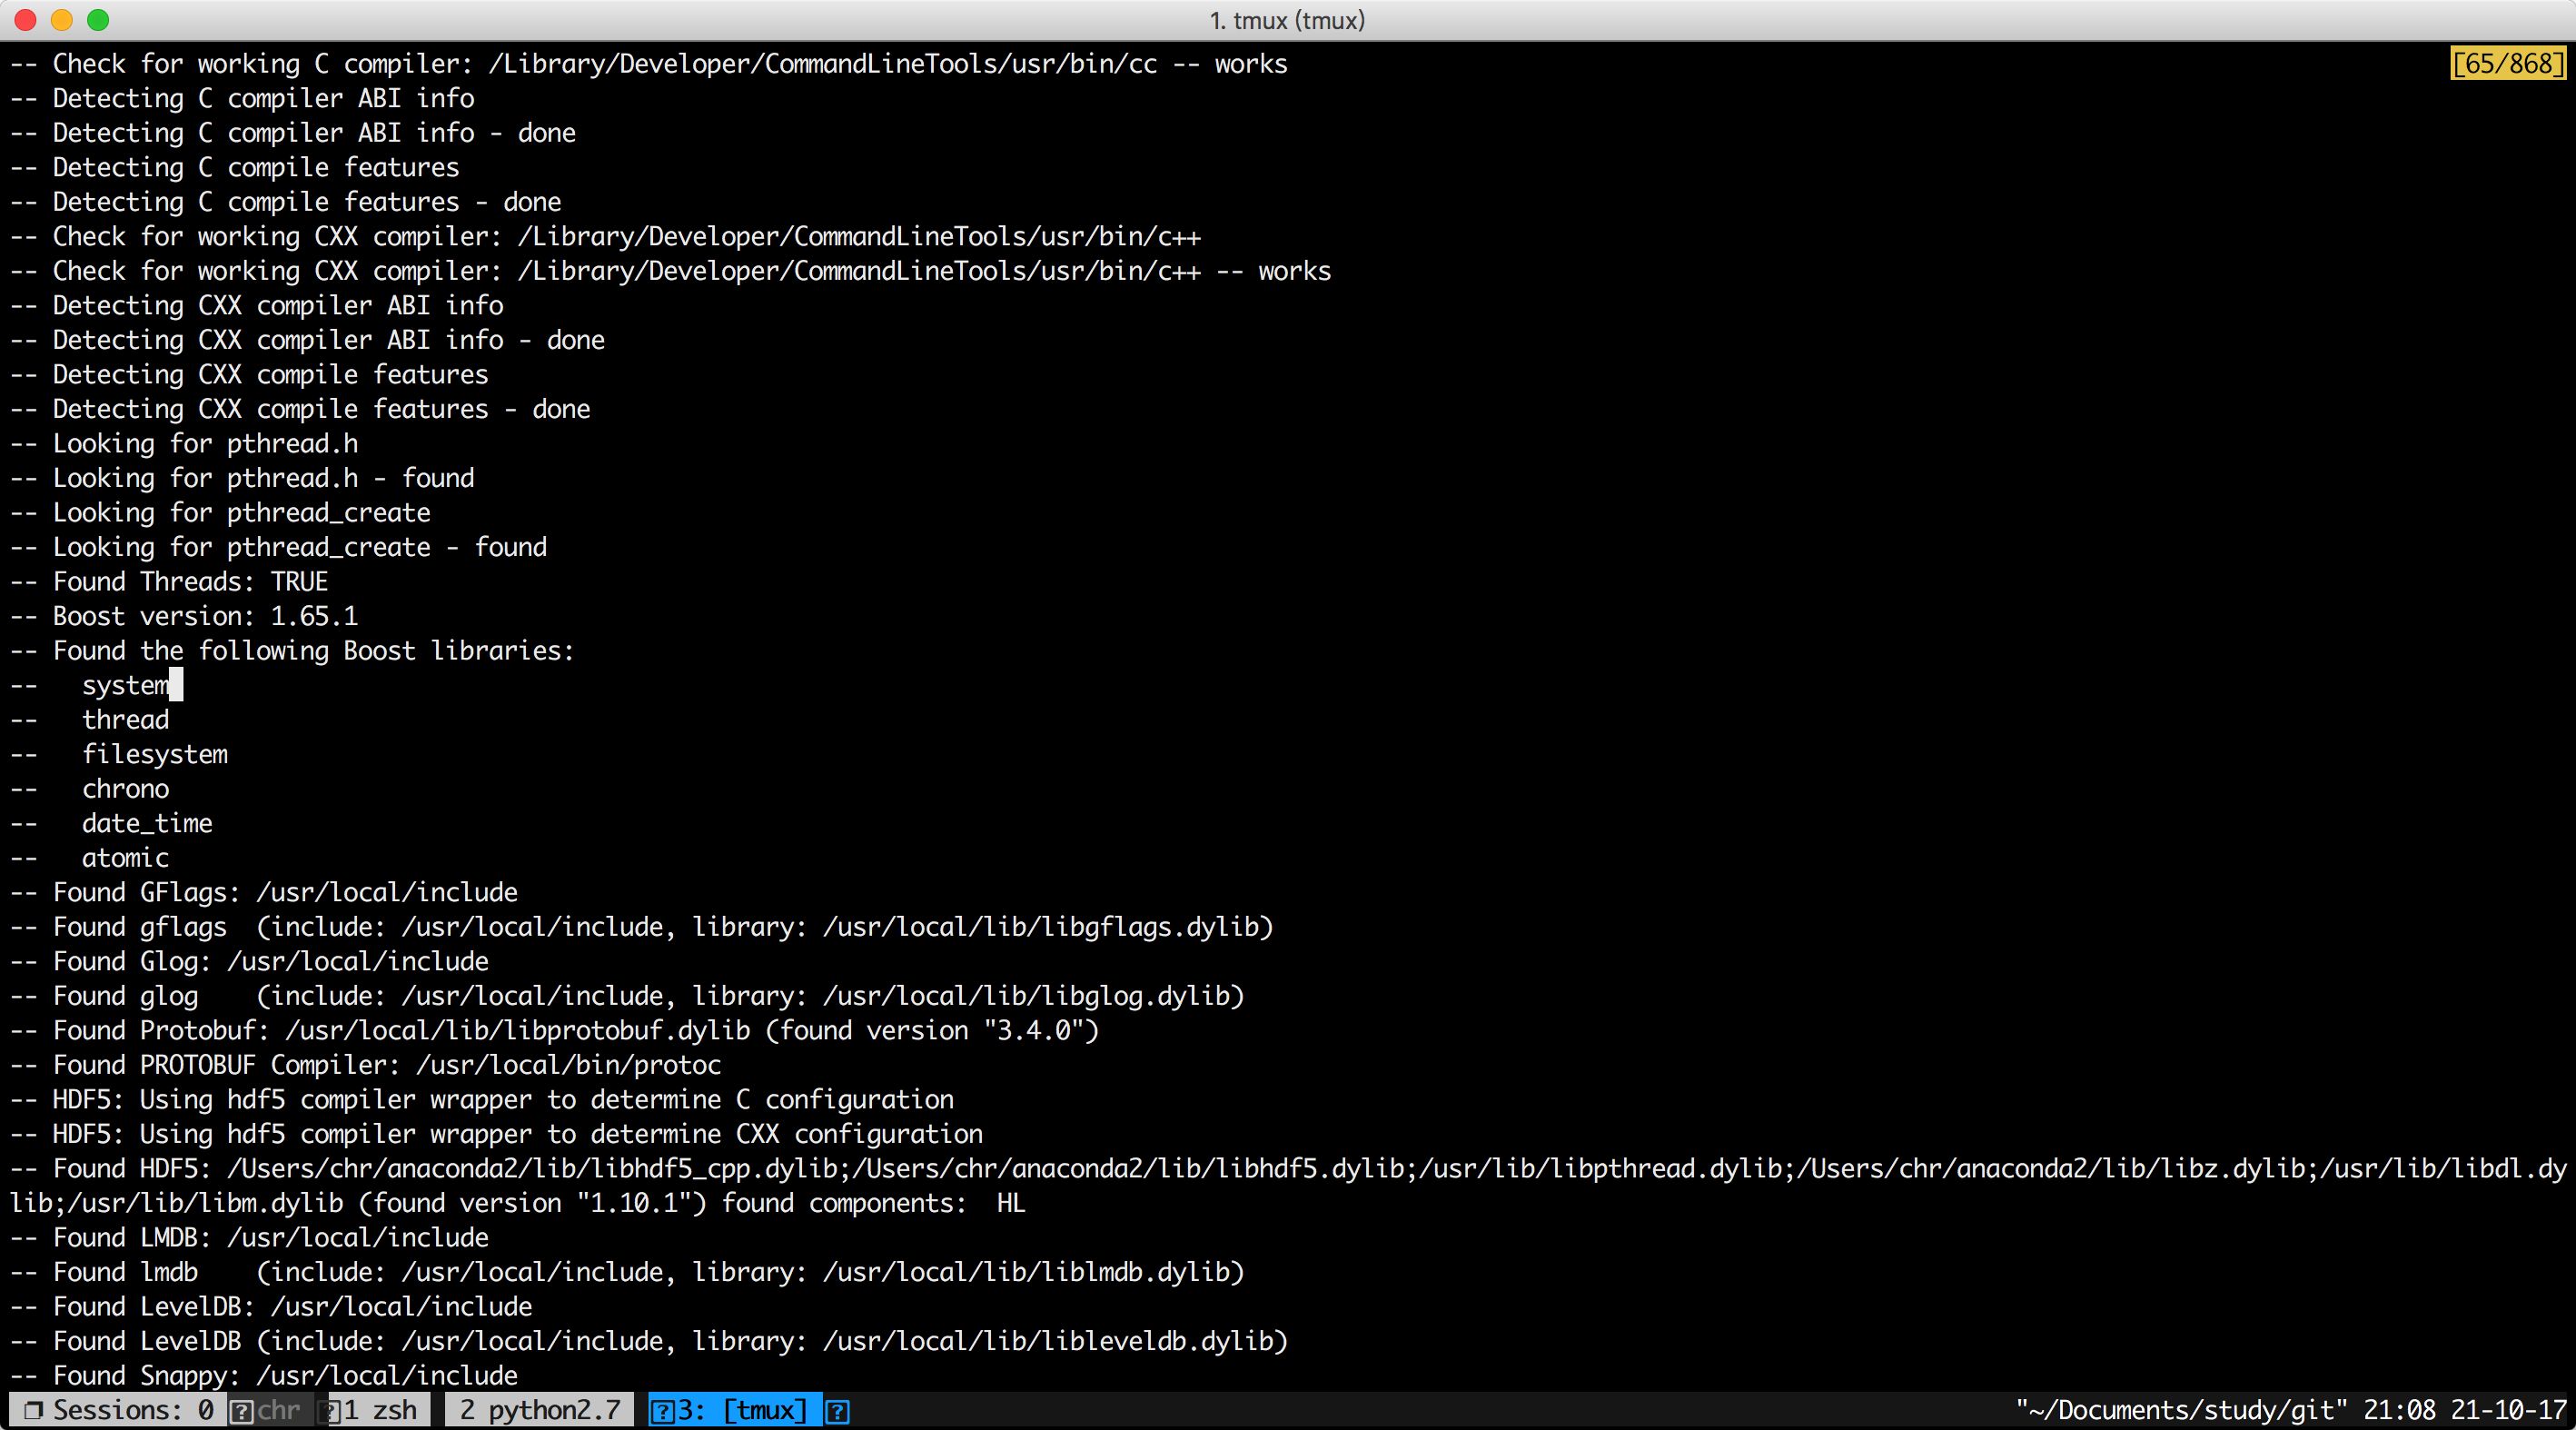 1. tmux (tmux)
-- Check for working C compiler: /Library/Developer/CommandLineTools/usr/bin/cc -- works [65/868]
-- Detecting C compiler ABI info
-- Detecting C compiler ABI info - done
-- Detecting C compile features
-- Detecting C compile features - done
-- Check for working CXX compiler: /Library/Developer/CommandLineTools/usr/bin/c++
-- Check for working CXX compiler: /Library/Developer/CommandLineTools/usr/bin/c++ -- works
-- Detecting CXX compiler ABI info
-- Detecting CXX compiler ABI info - done
-- Detecting CXX compile features
-- Detecting CXX compile features - done
-- Looking for pthread.h
-- Looking for pthread.h - found
-- Looking for pthread_create
-- Looking for pthread_create - found
-- Found Threads: TRUE
-- Boost version: 1.65.1
-- Found the following Boost libraries:
--   system
--   thread
--   filesystem
--   chrono
--   date_time
--   atomic
-- Found GFlags: /usr/local/include
-- Found gflags  (include: /usr/local/include, library: /usr/local/lib/libgflags.dylib)
-- Found Glog: /usr/local/include
-- Found glog    (include: /usr/local/include, library: /usr/local/lib/libglog.dylib)
-- Found Protobuf: /usr/local/lib/libprotobuf.dylib (found version "3.4.0")
-- Found PROTOBUF Compiler: /usr/local/bin/protoc
-- HDF5: Using hdf5 compiler wrapper to determine C configuration
-- HDF5: Using hdf5 compiler wrapper to determine CXX configuration
-- Found HDF5: /Users/chr/anaconda2/lib/libhdf5_cpp.dylib;/Users/chr/anaconda2/lib/libhdf5.dylib;/usr/lib/libpthread.dylib;/Users/chr/anaconda2/lib/libz.dylib;/usr/lib/libdl.dy
lib;/usr/lib/libm.dylib (found version "1.10.1") found components:  HL
-- Found LMDB: /usr/local/include
-- Found lmdb    (include: /usr/local/include, library: /usr/local/lib/liblmdb.dylib)
-- Found LevelDB: /usr/local/include
-- Found LevelDB (include: /usr/local/include, library: /usr/local/lib/libleveldb.dylib)
-- Found Snappy: /usr/local/include
❐ Sessions: 0 chr 1 zsh 2 python2.7 3: [tmux] "~/Documents/study/git" 21:08 21-10-17